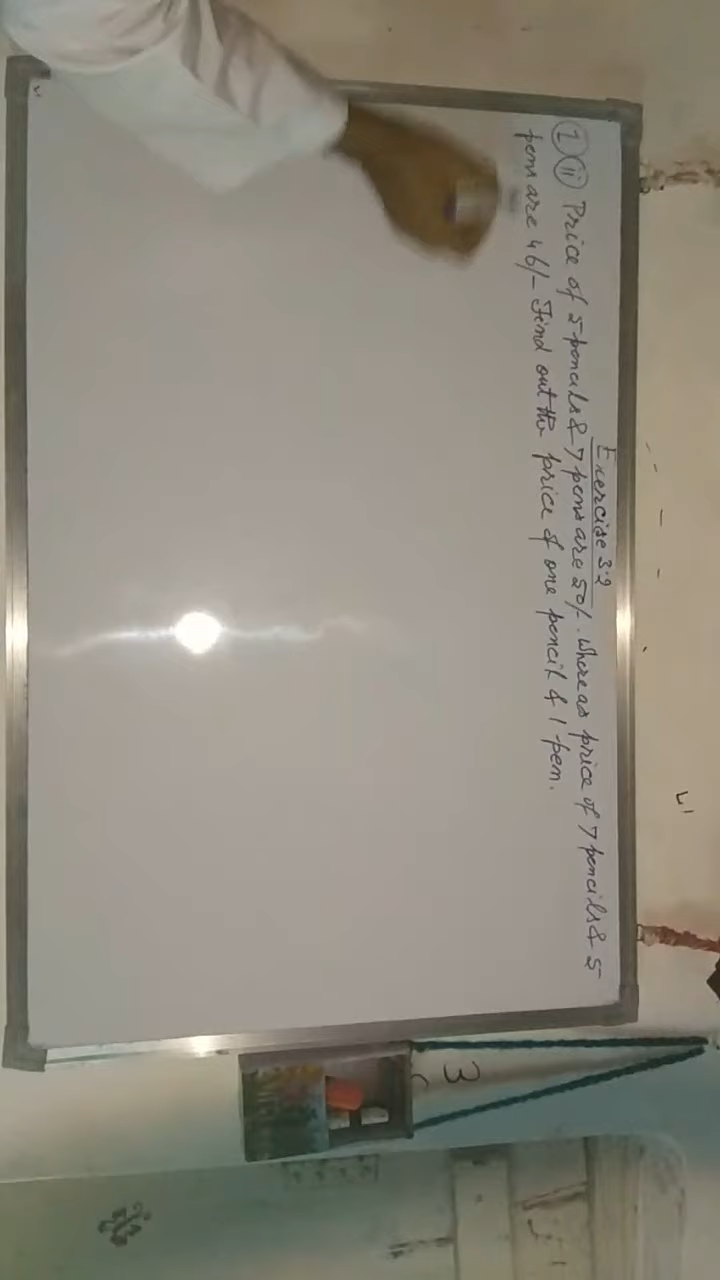 Exercise 3.2
1 ii Price of 5 pencils & 7 pens are 50/-. Whereas price of 7 pencils & 5
pens are 46/- Find out the price of one pencil & 1 pen.
3